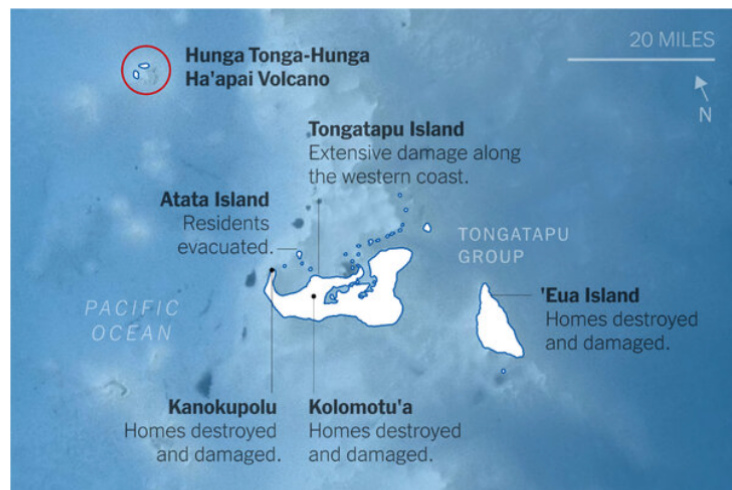 Hunga Tonga-Hunga
Ha'apai Volcano
20 MILES
N
Tongatapu Island
Extensive damage along
the western coast.
Atata Island
Residents
evacuated.
TONGATAPU
GROUP
'Eua Island
Homes destroyed
and damaged.
PACIFIC
OCEAN
Kanokupolu
Homes destroyed
and damaged.
Kolomotu'a
Homes destroyed
and damaged.